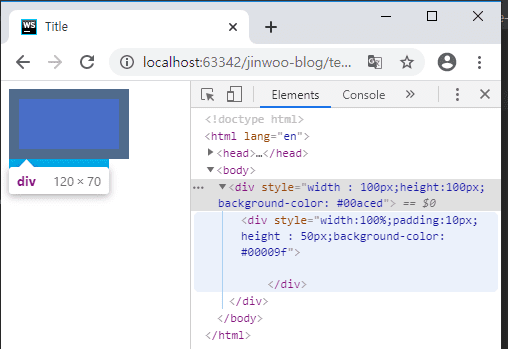 WS
Title
localhost:63342/jinwoo-blog/te...
Elements
<!doctype html>
<html lang="en">
<head>…</head>
<body>
<div style="width : 100px;height:100px;
background-color: #00aced"> == $0
<div style="width:100%;padding:10px;
height : 50px;background-color:
#00009f">
</div>
</div>
</body>
</html>
div 120 × 70